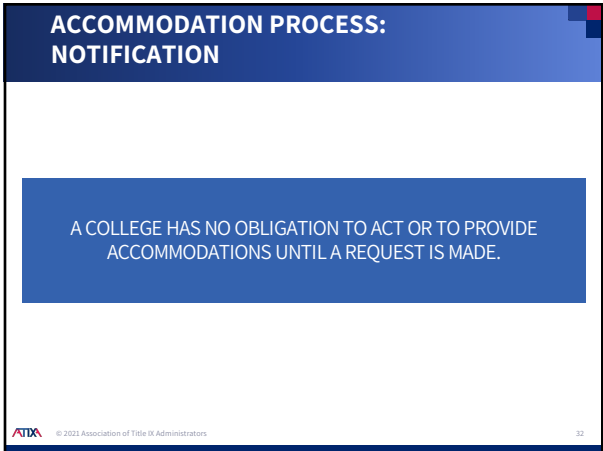 ACCOMMODATION PROCESS:
NOTIFICATION
A COLLEGE HAS NO OBLIGATION TO ACT OR TO PROVIDE
ACCOMMODATIONS UNTIL A REQUEST IS MADE.
ATIXA © 2021 Association of Title IX Administrators 32